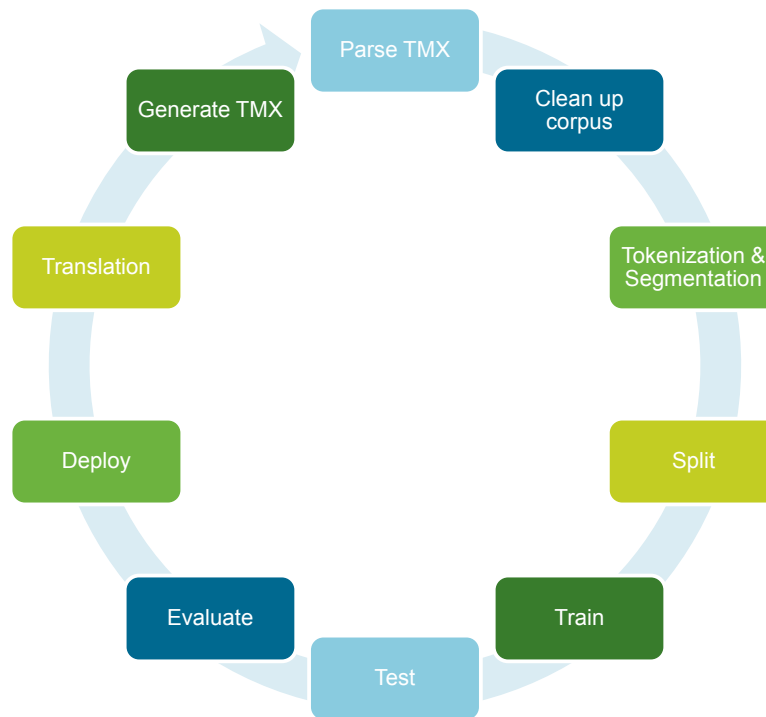 Parse TMX
Clean up
corpus
Tokenization &
Segmentation
Split
Train
Test
Evaluate
Deploy
Translation
Generate TMX